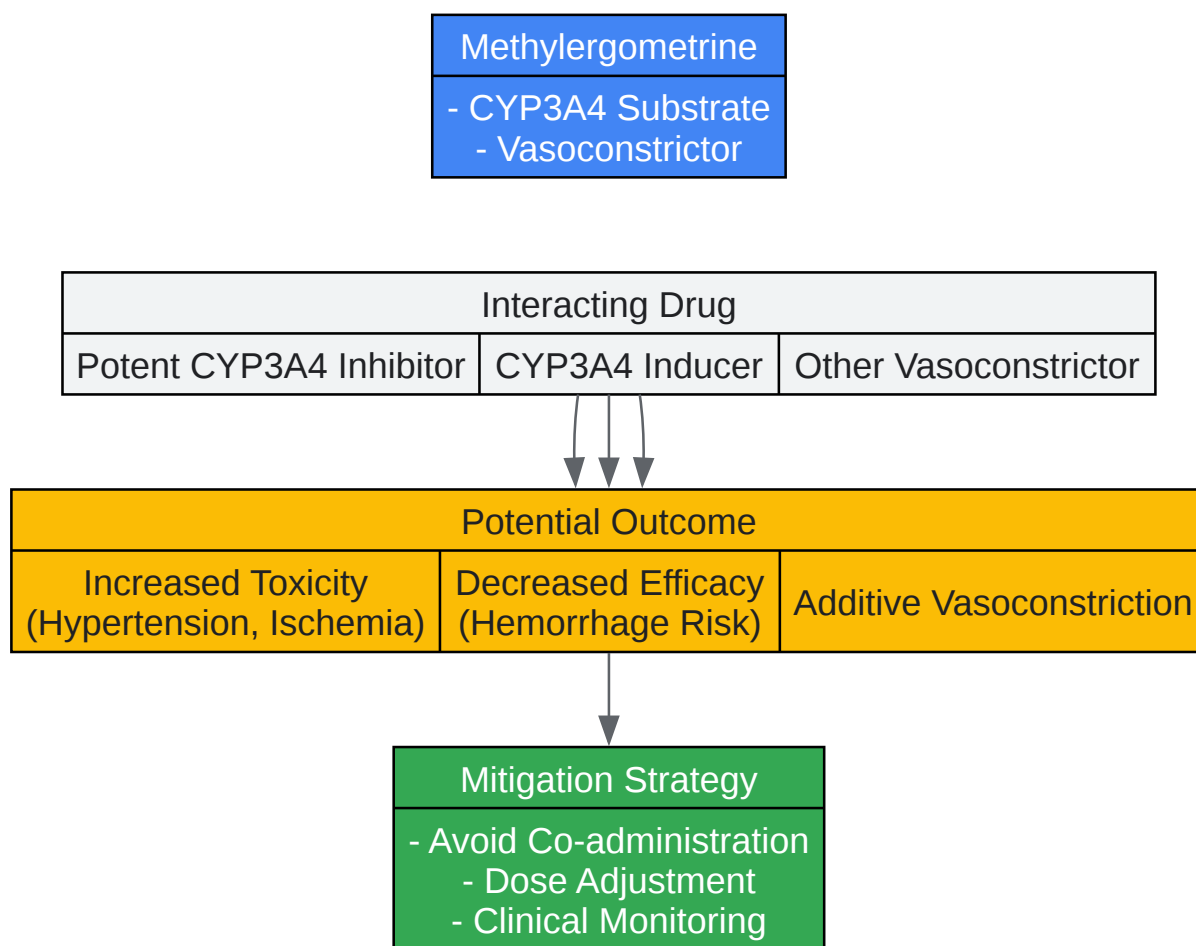 Methylergometrine
- CYP3A4 Substrate
- Vasoconstrictor
Interacting Drug
Potent CYP3A4 Inhibitor
CYP3A4 Inducer
Other Vasoconstrictor
Potential Outcome
Increased Toxicity
(Hypertension, Ischemia)
Decreased Efficacy
(Hemorrhage Risk)
Additive Vasoconstriction
Mitigation Strategy
- Avoid Co-administration
- Dose Adjustment
- Clinical Monitoring